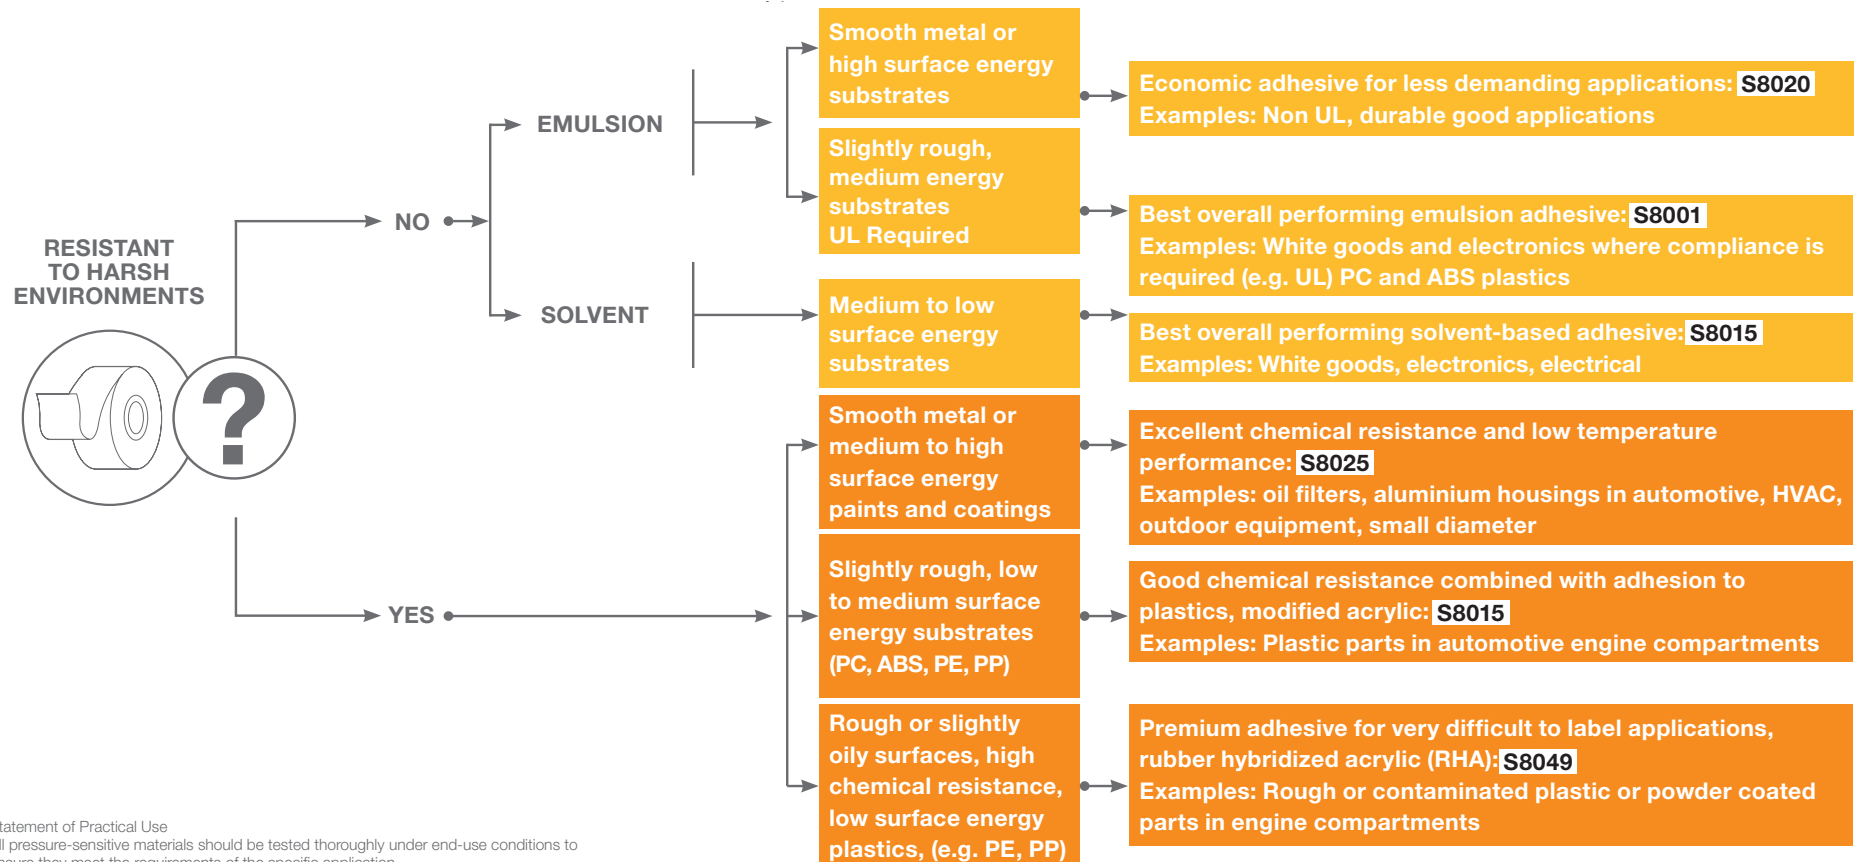 RESISTANT
TO HARSH
ENVIRONMENTS
?
NO
EMULSION
SOLVENT
YES
Smooth metal or
high surface energy
substrates
Economic adhesive for less demanding applications: S8020
Examples: Non UL, durable good applications
Slightly rough,
medium energy
substrates
UL Required
Best overall performing emulsion adhesive: S8001
Examples: White goods and electronics where compliance is
required (e.g. UL) PC and ABS plastics
Medium to low
surface energy
substrates
Best overall performing solvent-based adhesive: S8015
Examples: White goods, electronics, electrical
Smooth metal or
medium to high
surface energy
paints and coatings
Excellent chemical resistance and low temperature
performance: S8025
Examples: oil filters, aluminium housings in automotive, HVAC,
outdoor equipment, small diameter
Slightly rough, low
to medium surface
energy substrates
(PC, ABS, PE, PP)
Good chemical resistance combined with adhesion to
plastics, modified acrylic: S8015
Examples: Plastic parts in automotive engine compartments
Rough or slightly
oily surfaces, high
chemical resistance,
low surface energy
plastics, (e.g. PE, PP)
Premium adhesive for very difficult to label applications,
rubber hybridized acrylic (RHA): S8049
Examples: Rough or contaminated plastic or powder coated
parts in engine compartments
tatement of Practical Use
ll pressure-sensitive materials should be tested thoroughly under end-use conditions to
nsure they meet the requirements of the specific application